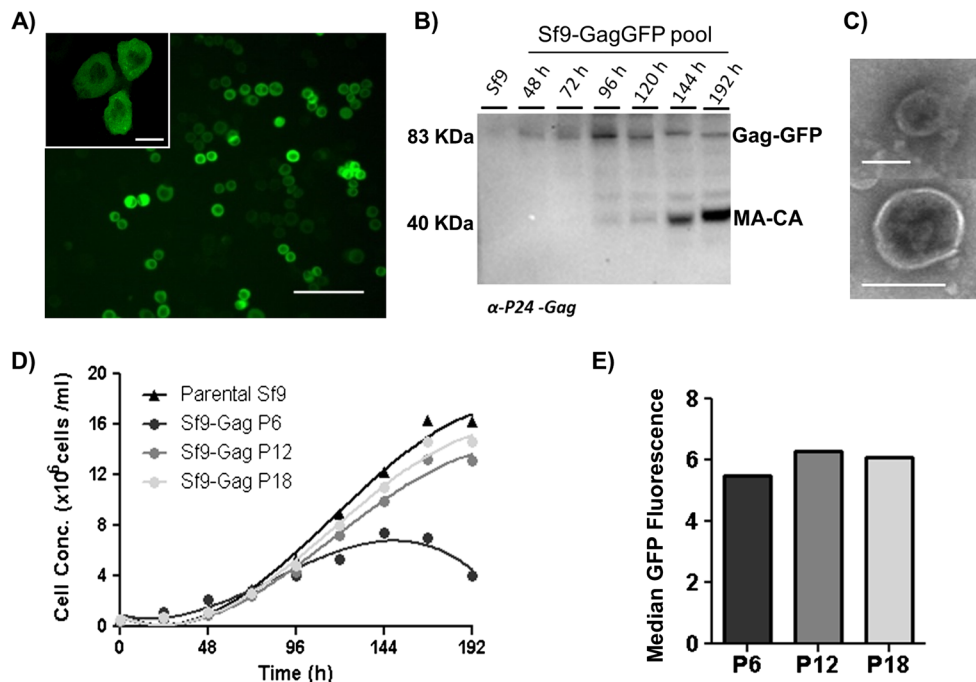 A)
B)
Sf9-GagGFP pool
Sf9
48 h
72 h
96 h
120 h
144 h
192 h
83 KDa
Gag-GFP
40 KDa
MA-CA
α-P24 -Gag
C)
D)
Cell Conc. (x10⁶cells /ml)
20
16
12
8
4
0
Parental Sf9
Sf9-Gag P6
Sf9-Gag P12
Sf9-Gag P18
0
48
96
144
192
Time (h)
E)
Median GFP Fluorescence
8
6
4
2
0
P6
P12
P18